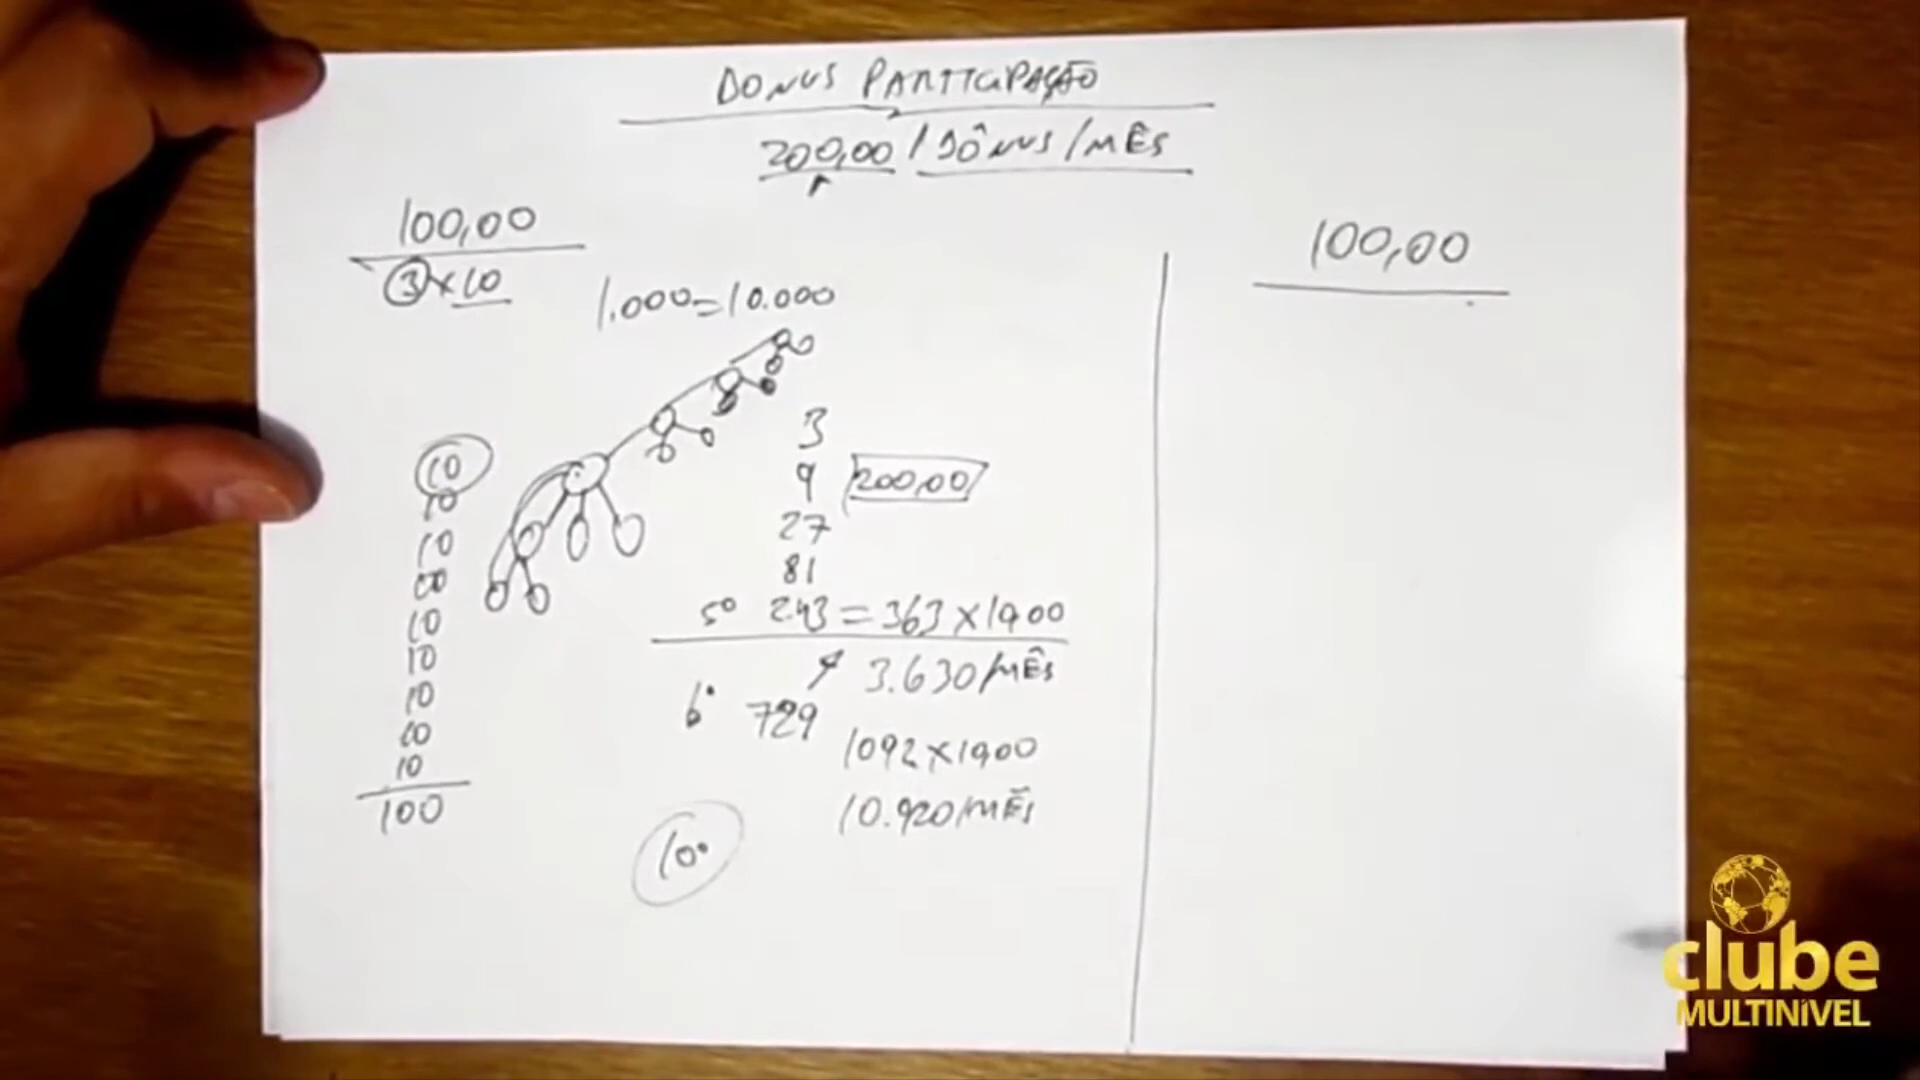 BONUS PARTICIPAÇÃO
200,00 / BÔNUS / MÊS
100,00
3 x 10
1.000 = 10.000
10
10
10
10
10
10
10
10
10
100
3
9 200,00
27
81
5º 243 = 363 x 10,00
3.630/MÊS
6º 729
1092 x 10,00
10.920/MÊS
10º
100,00
clube
MULTINÍVEL